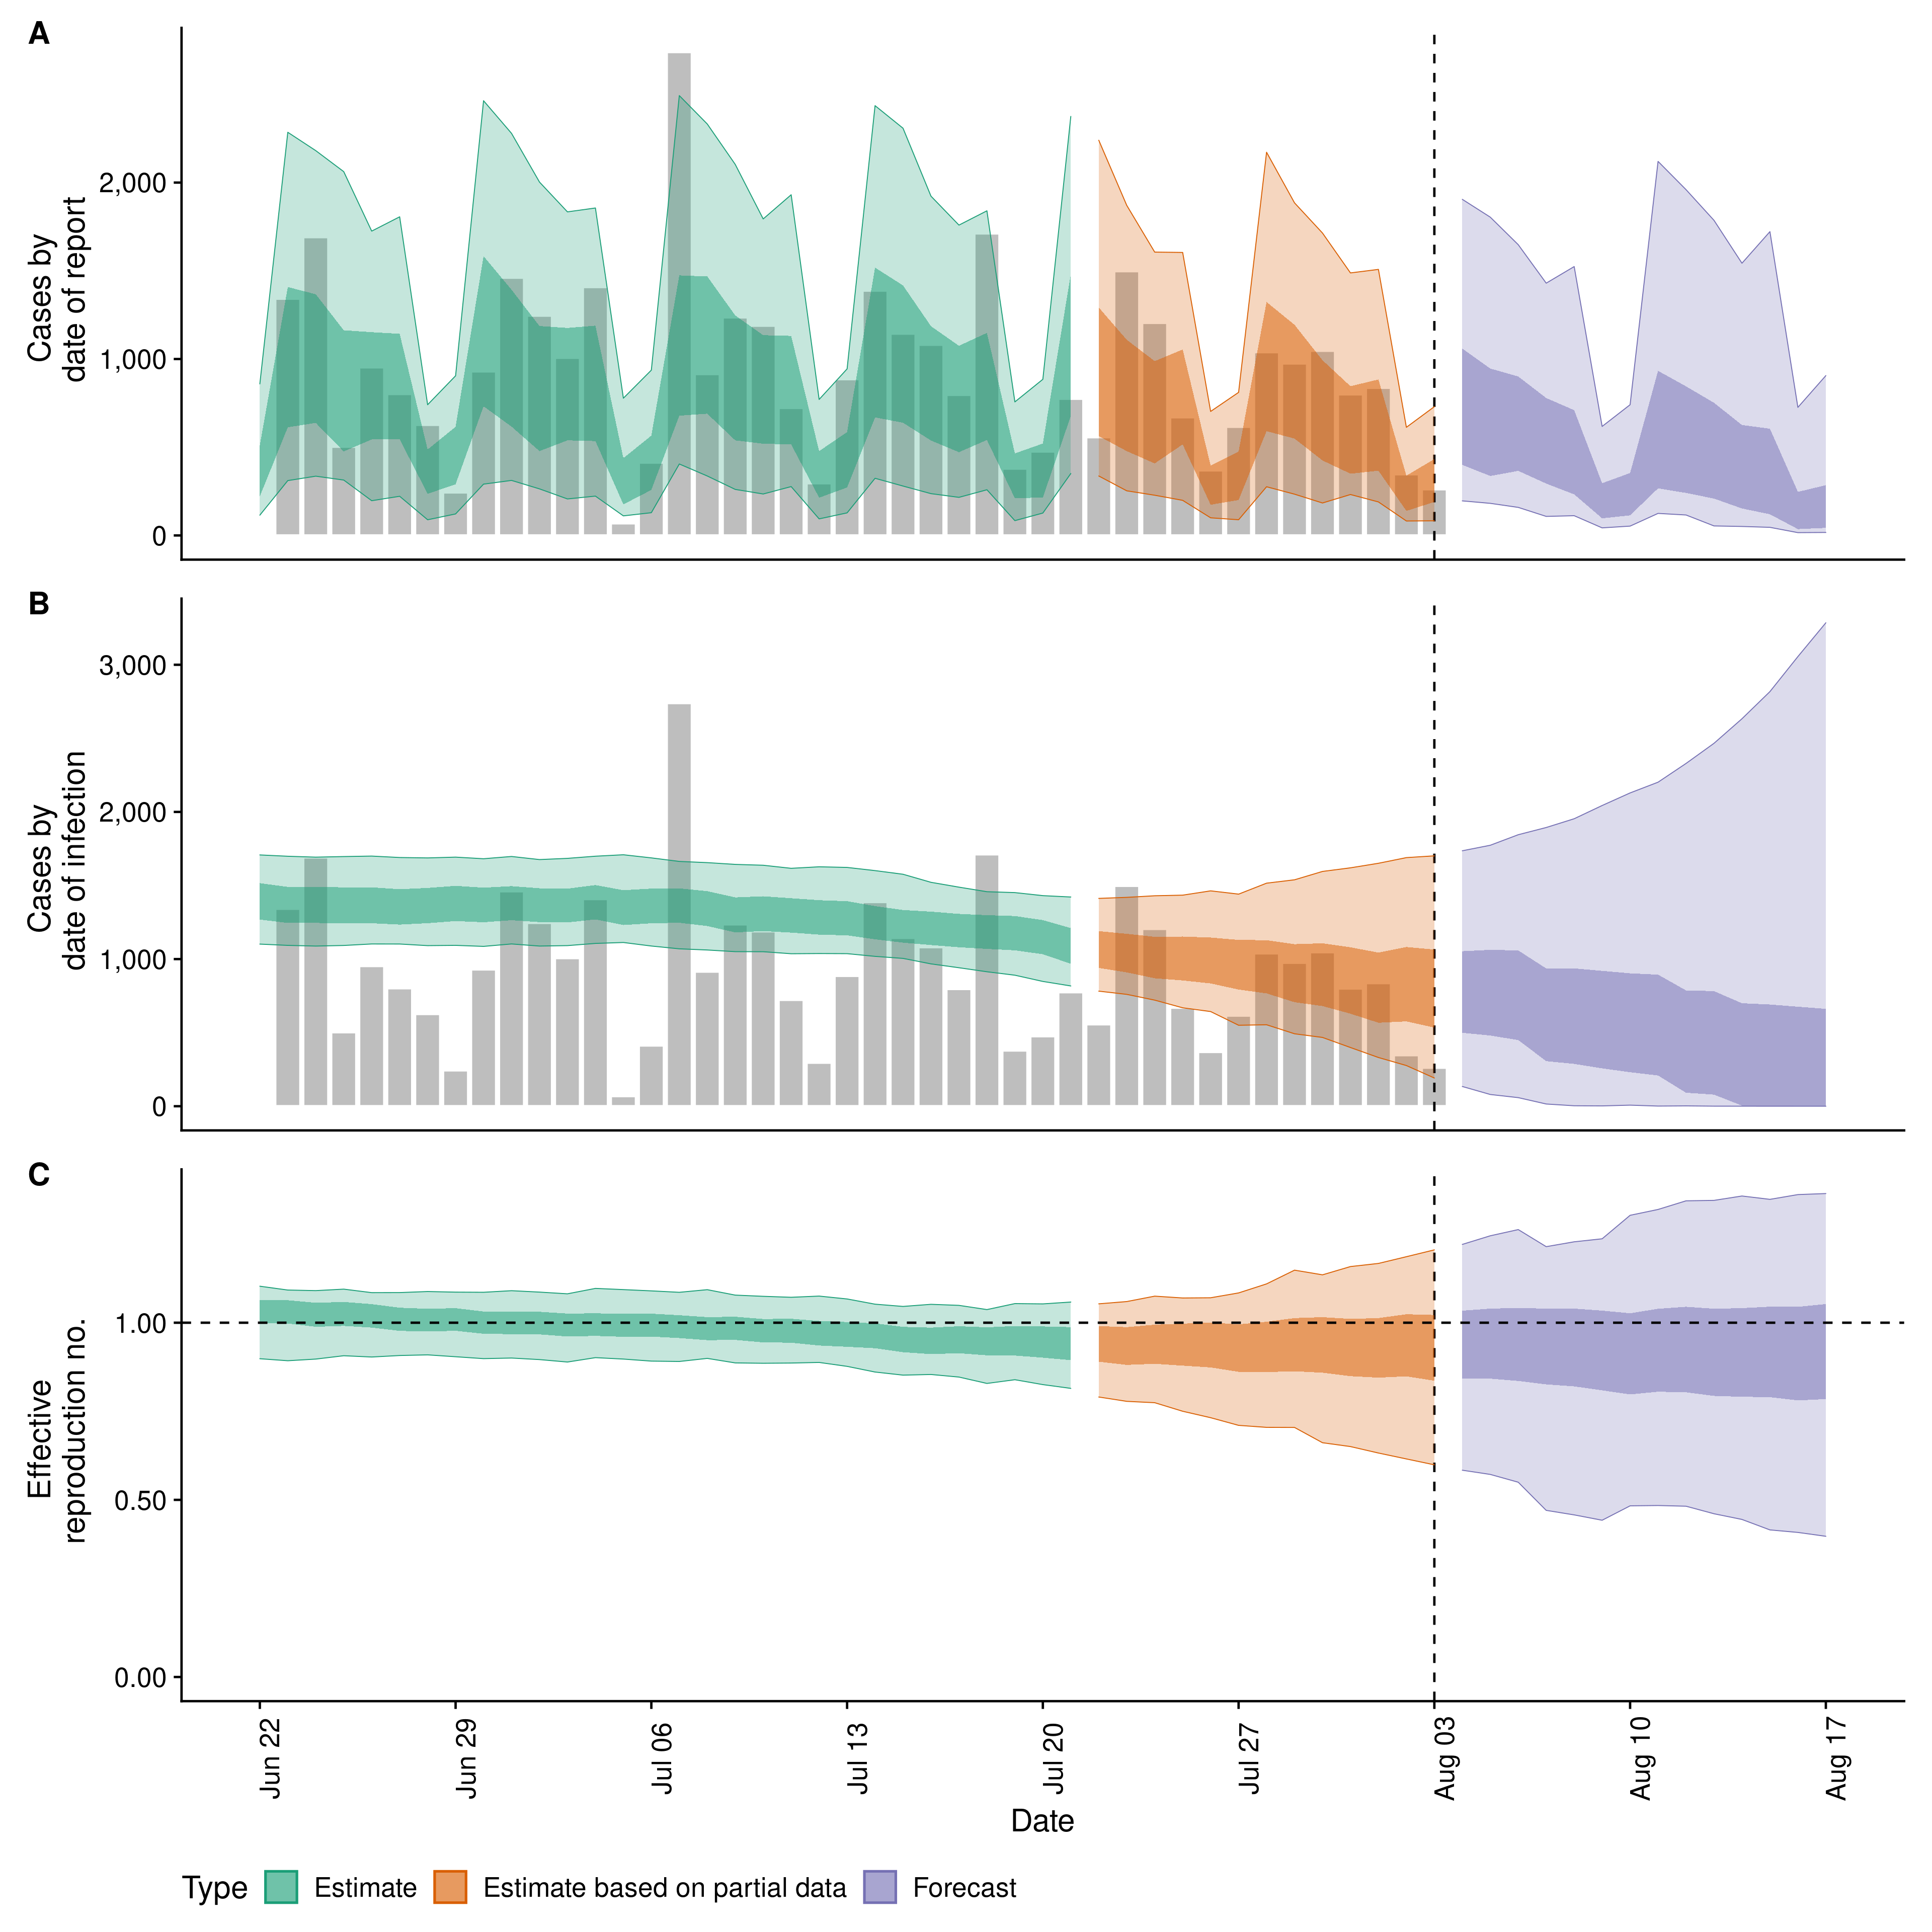 A
Cases by
date of report
2,000
1,000
0
B
Cases by
date of infection
3,000
2,000
1,000
0
C
Effective
reproduction no.
1.00
0.50
0.00
Jun 22
Jun 29
Jul 06
Jul 13
Jul 20
Jul 27
Aug 03
Aug 10
Aug 17
Date
Type Estimate Estimate based on partial data Forecast